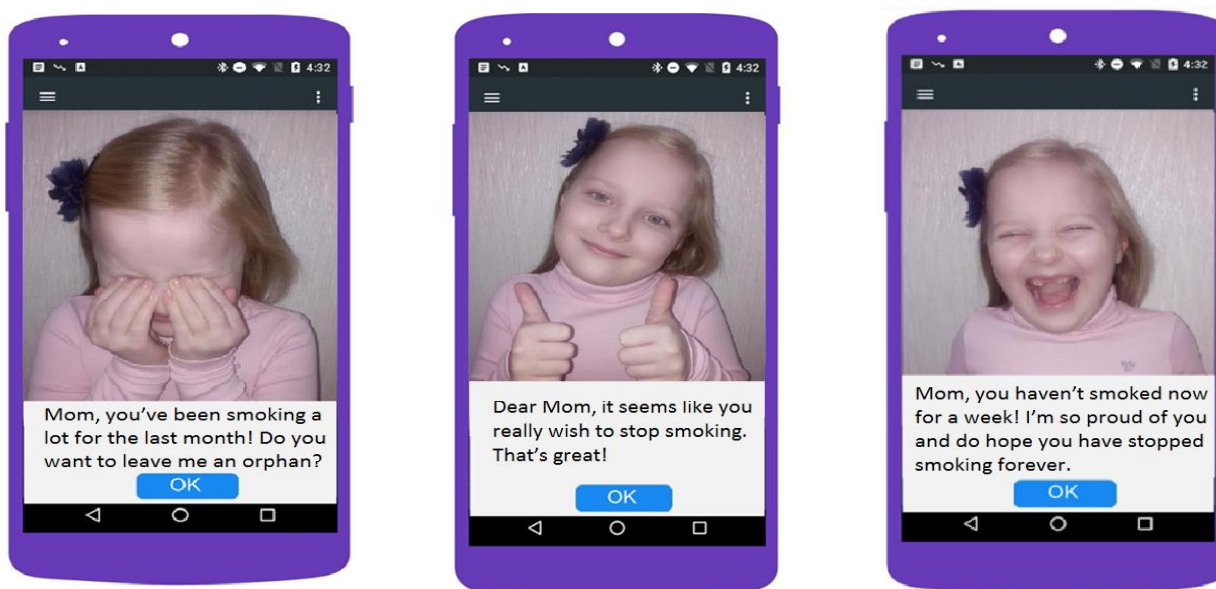 4:32
Mom, you've been smoking a
lot for the last month! Do you
want to leave me an orphan?
OK
4:32
Dear Mom, it seems like you
really wish to stop smoking.
That's great!
OK
4:32
Mom, you haven't smoked now
for a week! I'm so proud of you
and do hope you have stopped
smoking forever.
OK